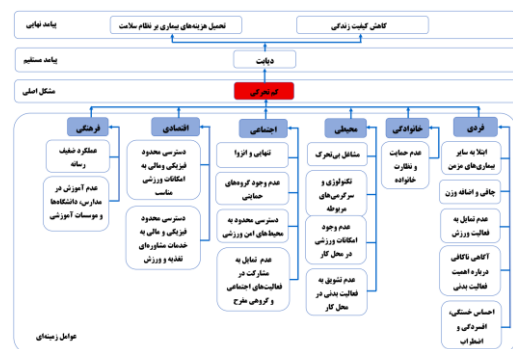 کاهش کیفیت زندگی
تحمیل هزینه‌های بیماری بر نظام سلامت
پیامد نهایی
دیابت
پیامد مستقیم
کم تحرکی
مشکل اصلی
فردی
خانوادگی
محیطی
اجتماعی
اقتصادی
فرهنگی
ابتلا به سایر
بیماری‌های مزمن
چاقی و اضافه وزن
عدم تمایل به
فعالیت ورزش
آگاهی ناکافی
درباره اهمیت
فعالیت بدنی
احساس خستگی،
افسردگی و
اضطراب
عدم حمایت
و نظارت
خانواده
مشاغل بی‌تحرک
تکنولوژی و
سرگرمی‌های
مربوطه
عدم وجود
امکانات ورزشی
در محل کار
عدم تشویق به
فعالیت بدنی در
محل کار
تنهایی و انزوا
عدم وجود گروه‌های
حمایتی
دسترسی محدود به
محیط‌های امن ورزشی
عدم تمایل به
مشارکت در
فعالیت‌های اجتماعی
و گروهی مفرح
دسترسی محدود
فیزیکی ومالی به
امکانات ورزشی
مناسب
دسترسی محدود
فیزیکی و مالی به
خدمات مشاوره‌ای
تغذیه و ورزش
عملکرد ضعیف
رسانه
عدم آموزش در
مدارس، دانشگاه‌ها
و موسسات آموزشی
عوامل زمینه‌ای